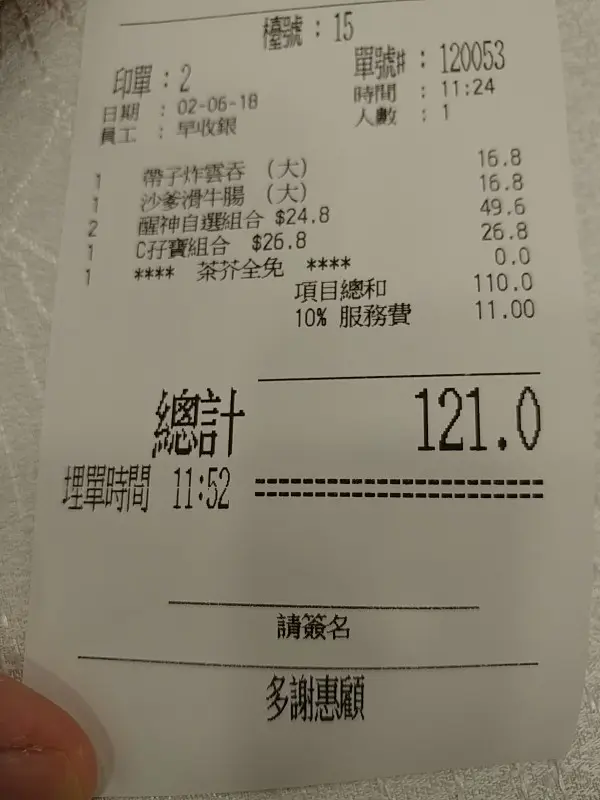 檯號：15
印單：2 單號#：120053
日期 ：02-06-18 時間 ：11:24
員工 ：早收銀 人數 ：1
1 帶子炸雲吞 (大) 16.8
1 沙爹滑牛腸 (大) 16.8
2 醒神自選組合 $24.8 49.6
1 C孖寶組合 $26.8 26.8
1 **** 茶芥全免 **** 0.0
項目總和 110.0
10% 服務費 11.00
總計 121.0
埋單時間 11:52 ====================
請簽名
多謝惠顧